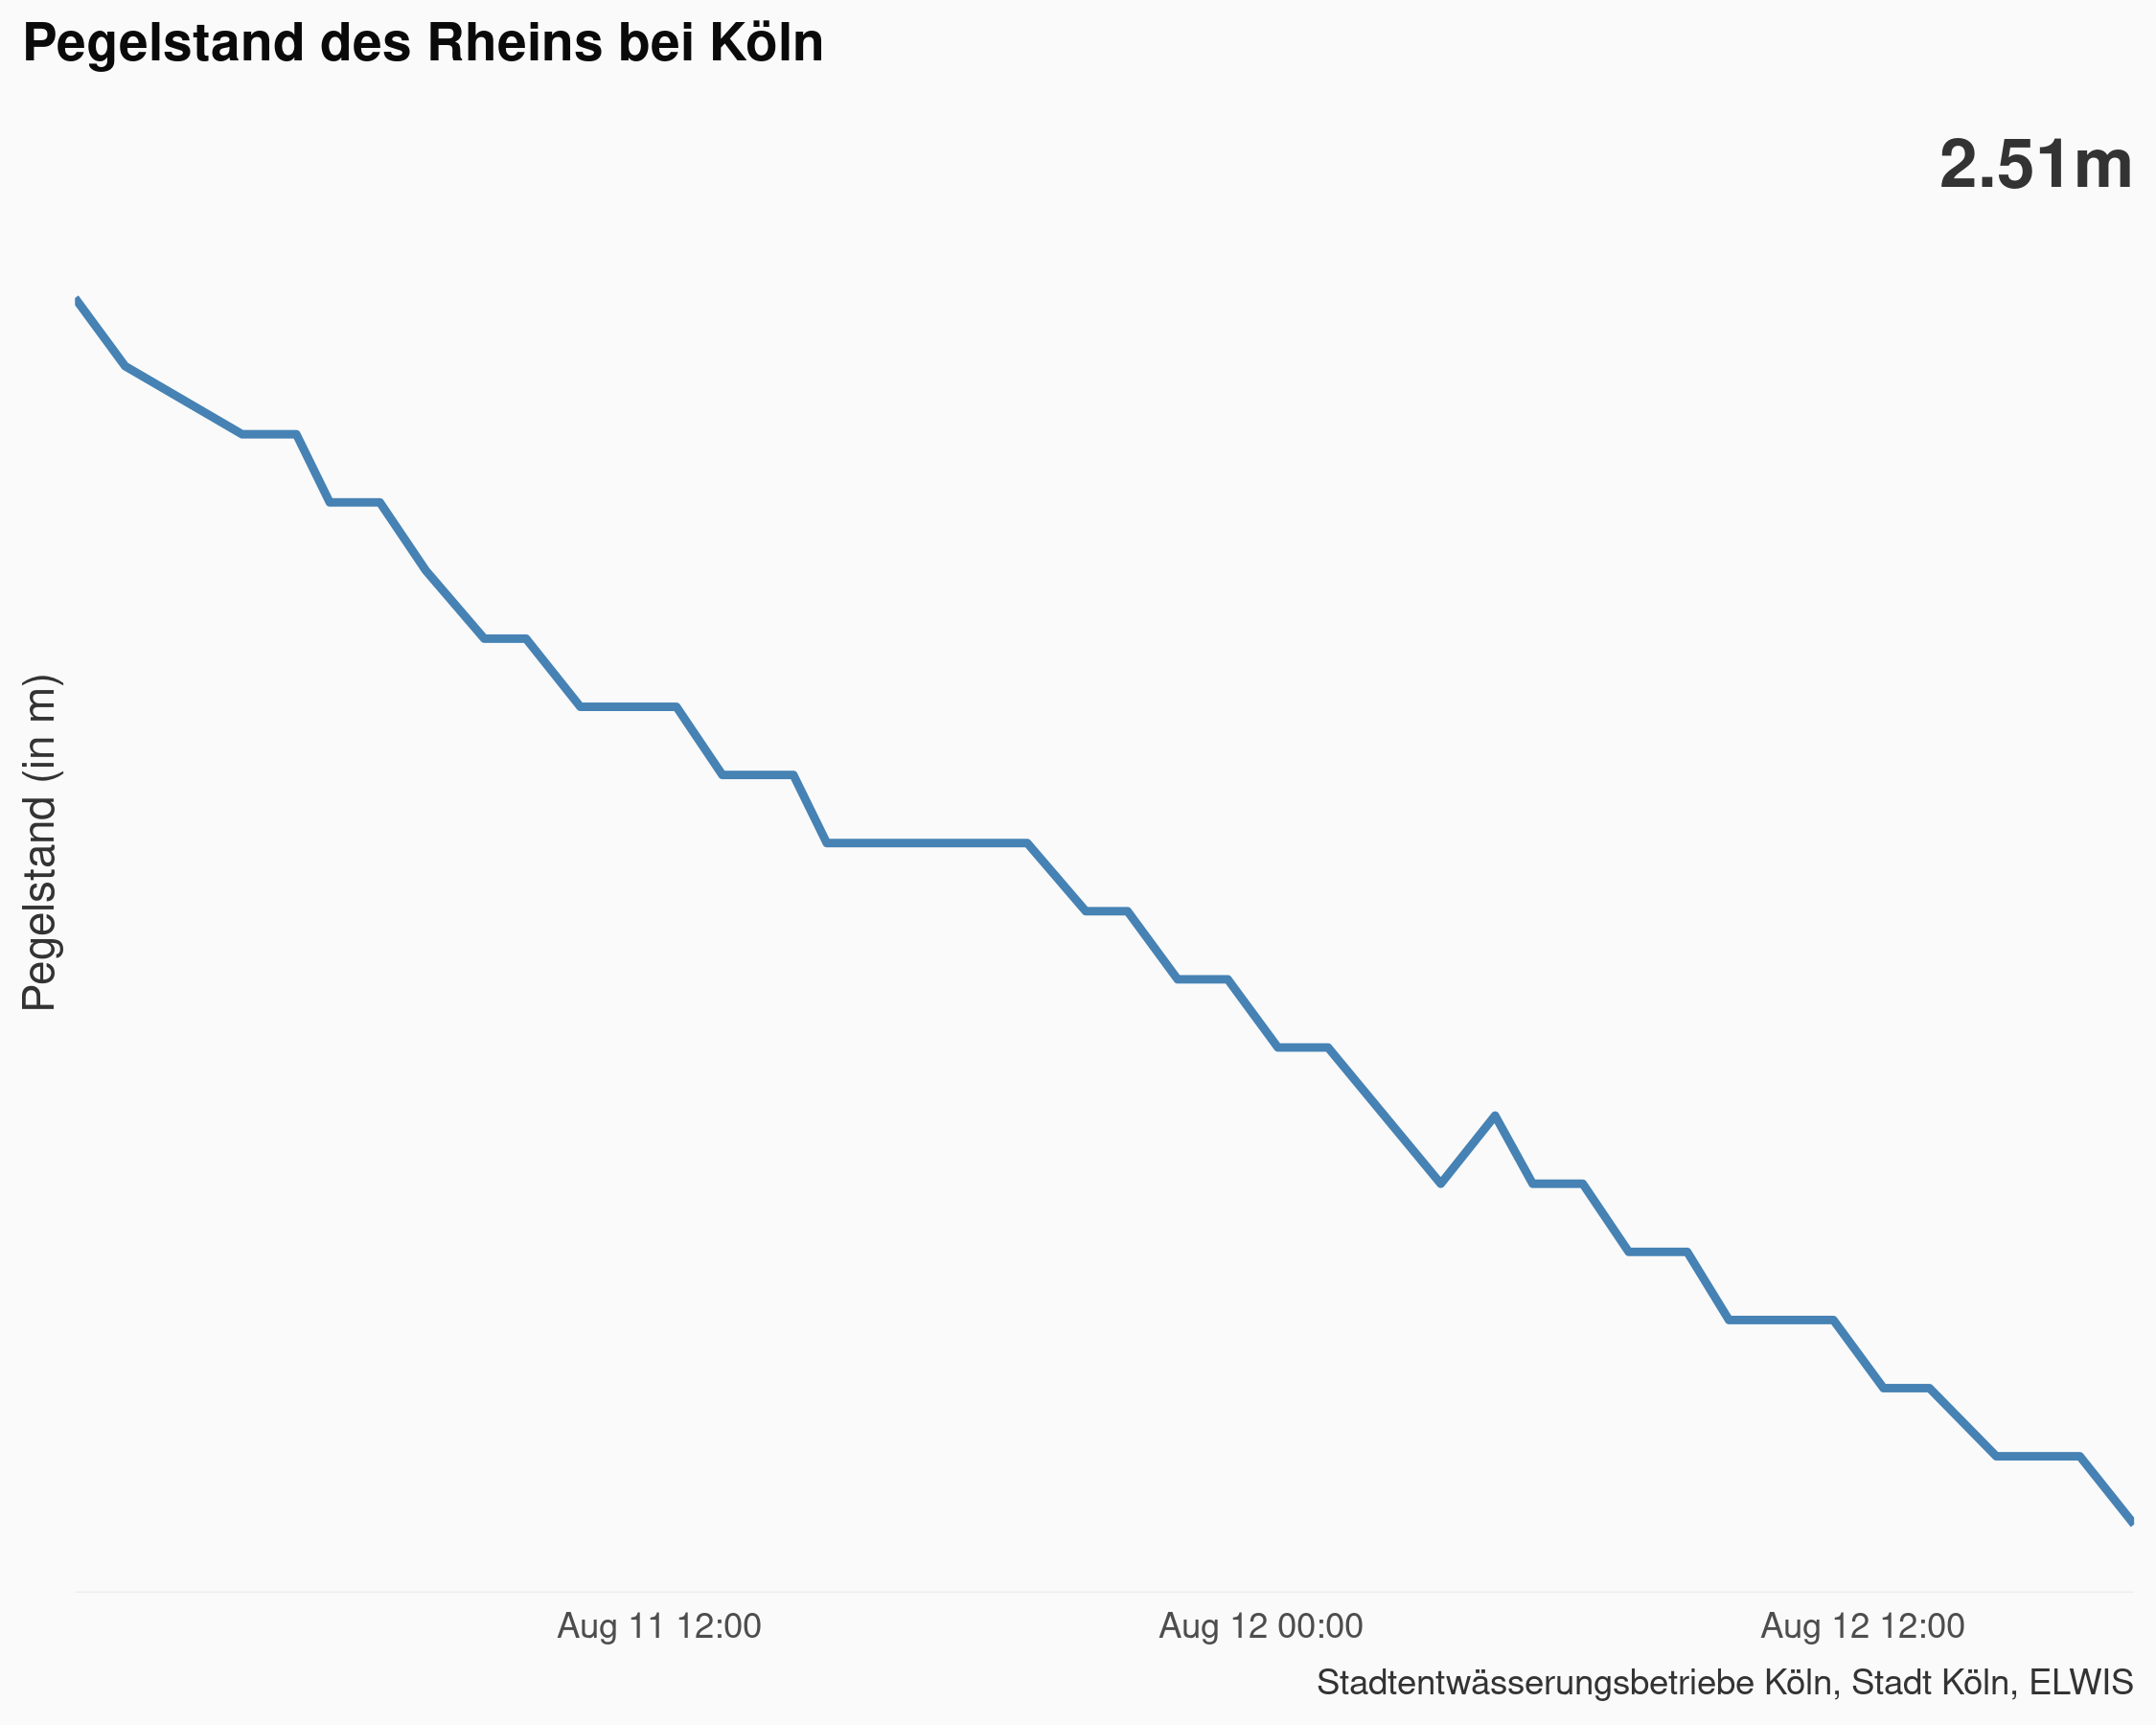 Pegelstand des Rheins bei Köln
2.51m
Pegelstand (in m)
Aug 11 12:00
Aug 12 00:00
Aug 12 12:00
Stadtentwässerungsbetriebe Köln, Stadt Köln, ELWIS